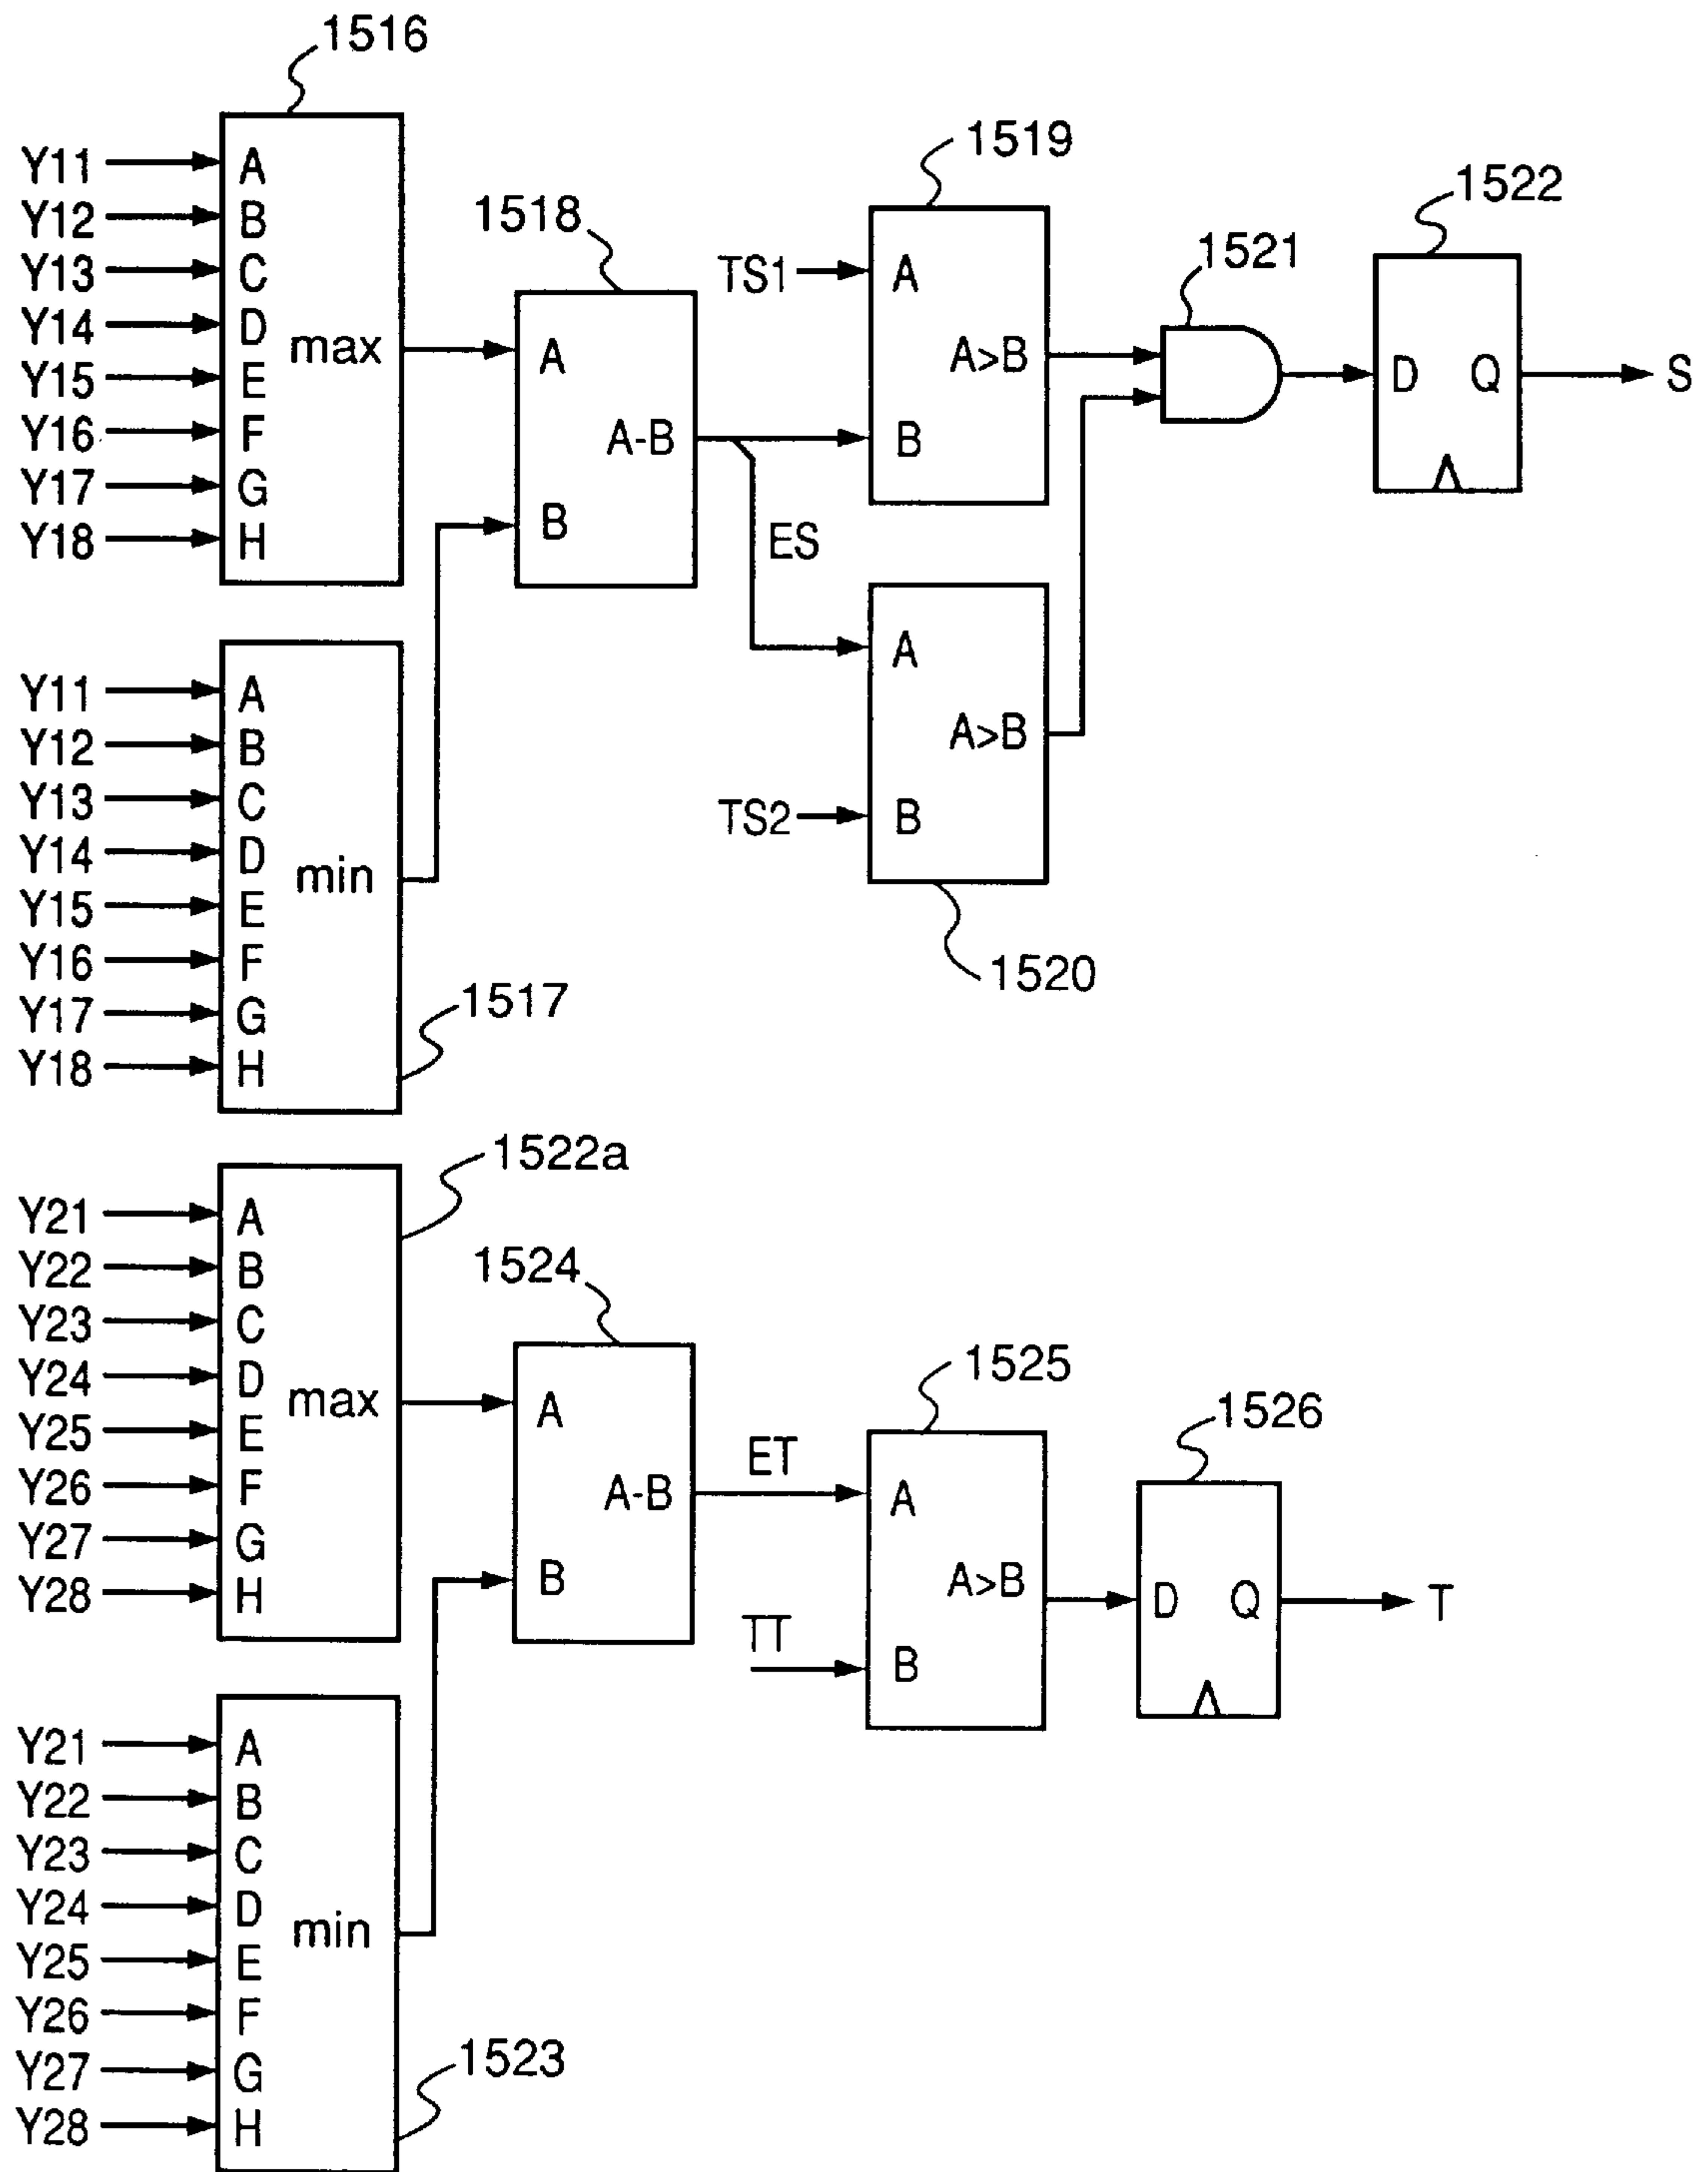 1516
Y11 A
Y12 B
Y13 C
Y14 D
Y15 E
Y16 F
Y17 G
Y18 H
max
1518
A
A-B
B
TS1
1519
A
A>B
B
1521
1522
D Q
S
ES
A
A>B
TS2
B
1520
Y11 A
Y12 B
Y13 C
Y14 D
Y15 E
Y16 F
Y17 G
Y18 H
min
1517
1522a
Y21 A
Y22 B
Y23 C
Y24 D
Y25 E
Y26 F
Y27 G
Y28 H
max
1524
A
A-B
B
ET
1525
A
A>B
TT
B
1526
D Q
T
Y21 A
Y22 B
Y23 C
Y24 D
Y25 E
Y26 F
Y27 G
Y28 H
min
1523